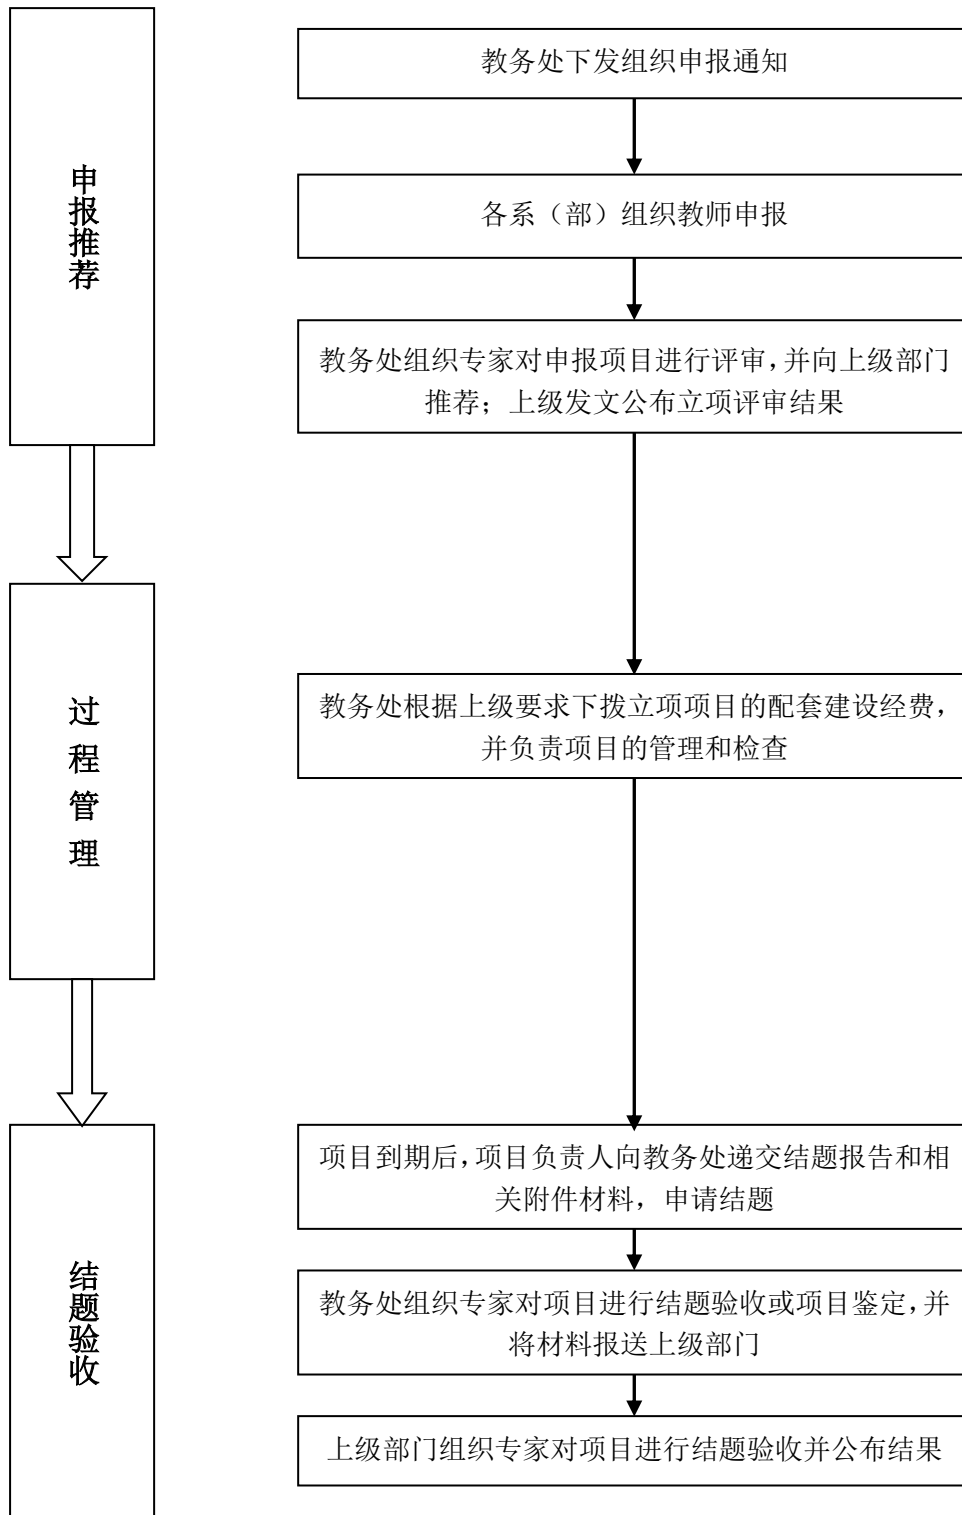 申报推荐
教务处下发组织申报通知
各系（部）组织教师申报
教务处组织专家对申报项目进行评审，并向上级部门
推荐；上级发文公布立项评审结果
过程管理
教务处根据上级要求下拨立项项目的配套建设经费，
并负责项目的管理和检查
结题验收
项目到期后，项目负责人向教务处递交结题报告和相
关附件材料，申请结题
教务处组织专家对项目进行结题验收或项目鉴定，并
将材料报送上级部门
上级部门组织专家对项目进行结题验收并公布结果